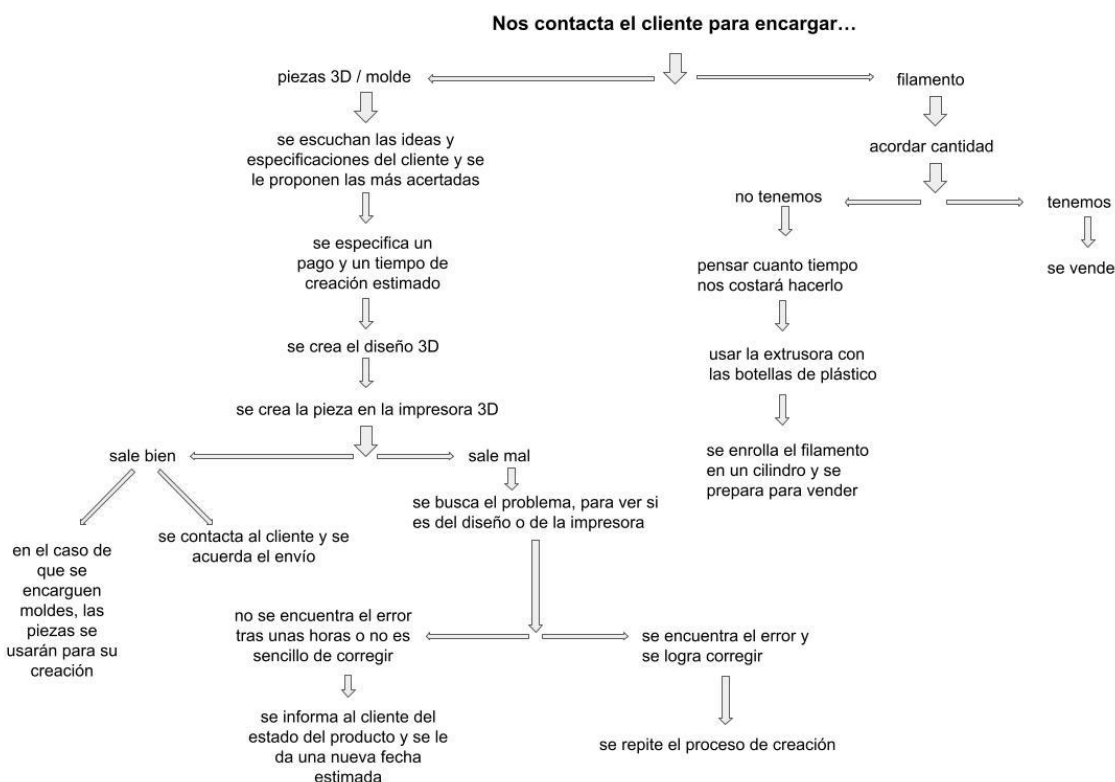 Nos contacta el cliente para encargar…
piezas 3D / molde
filamento
se escuchan las ideas y
especificaciones del cliente y se
le proponen las más acertadas
acordar cantidad
no tenemos
tenemos
se especifica un
pago y un tiempo de
creación estimado
pensar cuanto tiempo
nos costará hacerlo
se vende
se crea el diseño 3D
usar la extrusora con
las botellas de plástico
se crea la pieza en la impresora 3D
sale bien
sale mal
se enrolla el filamento
en un cilindro y se
prepara para vender
se busca el problema, para ver si
es del diseño o de la impresora
se contacta al cliente y se
acuerda el envío
en el caso de
que se
encarguen
moldes, las
piezas se
usarán para su
creación
no se encuentra el error
tras unas horas o no es
sencillo de corregir
se encuentra el error y
se logra corregir
se informa al cliente del
estado del producto y se le
da una nueva fecha
estimada
se repite el proceso de creación